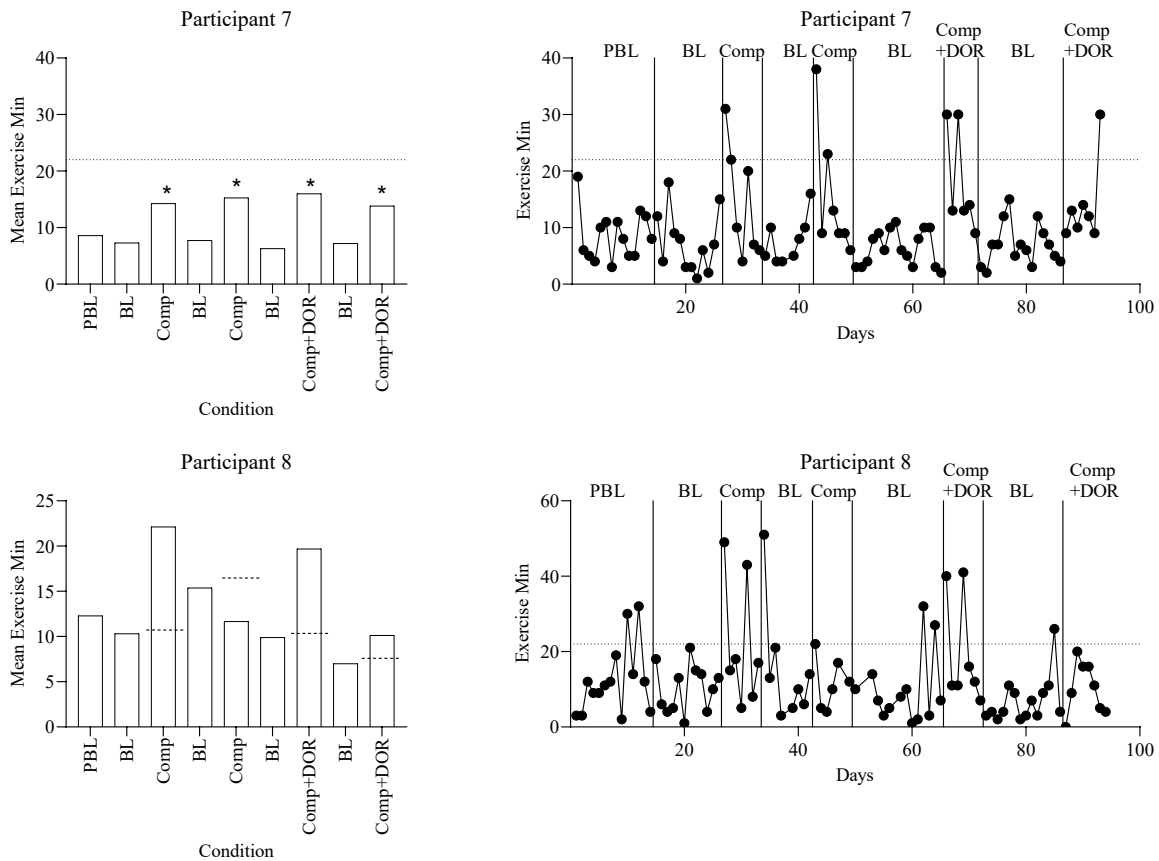 Participant 7
Mean Exercise Min
40
30
20
10
0
* * * *
PBL
BL
Comp
BL
Comp
BL
Comp+DOR
BL
Comp+DOR
Condition
Participant 7
PBL BL Comp BL Comp BL Comp +DOR BL Comp +DOR
Exercise Min
40
30
20
10
0
20 40 60 80 100
Days
Participant 8
Mean Exercise Min
25
20
15
10
5
0
PBL
BL
Comp
BL
Comp
BL
Comp+DOR
BL
Comp+DOR
Condition
Participant 8
PBL BL Comp BL Comp BL Comp +DOR BL Comp +DOR
Exercise Min
60
40
20
0
20 40 60 80 100
Days